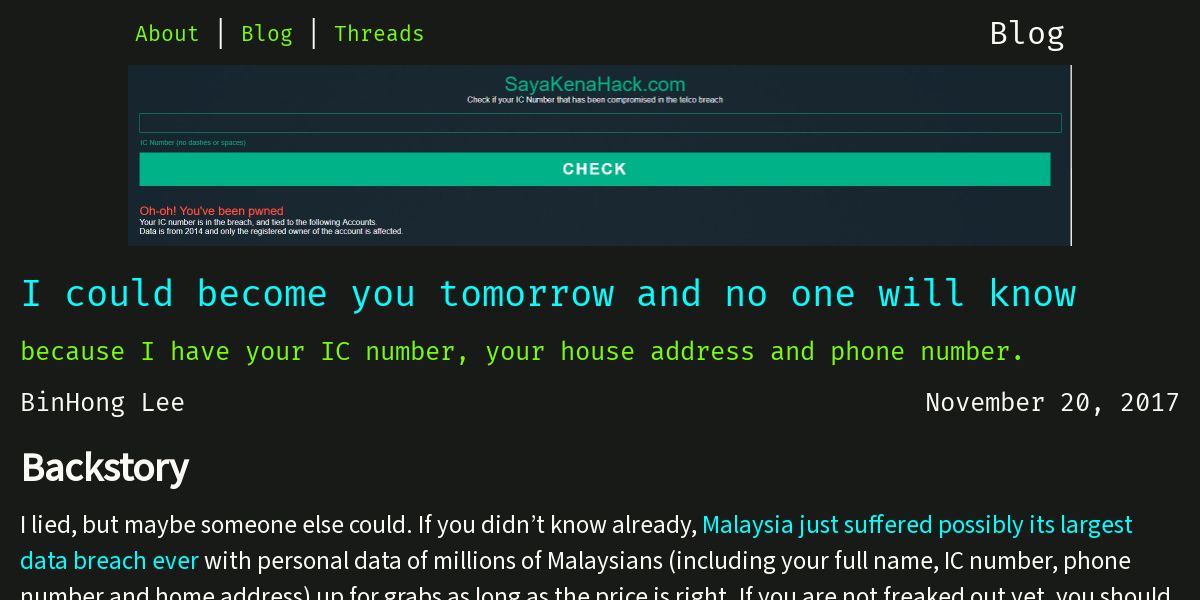 About | Blog | Threads
Blog
SayaKenaHack.com
Check if your IC Number that has been compromised in the telco breach
IC Number (no dashes or spaces)
CHECK
Oh-oh! You've been pwned
Your IC number is in the breach, and tied to the following Accounts.
Data is from 2014 and only the registered owner of the account is affected.
I could become you tomorrow and no one will know
because I have your IC number, your house address and phone number.
BinHong Lee
November 20, 2017
Backstory
I lied, but maybe someone else could. If you didn’t know already, Malaysia just suffered possibly its largest
data breach ever with personal data of millions of Malaysians (including your full name, IC number, phone
number and home address) up for grabs as long as the price is right. If you are not freaked out yet, you should